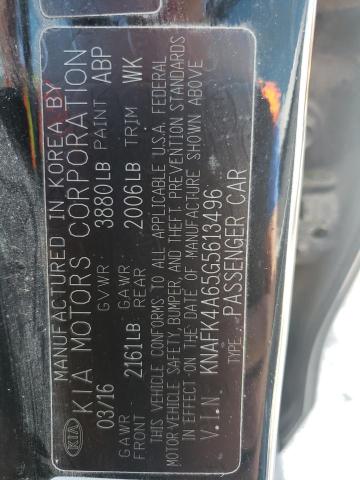 MANUFACTURED IN KOREA BY
KIA KIA MOTORS CORPORATION
03/16 GVWR: 3880LB PAINT ABP
GAWR FRONT 2161LB GAWR REAR 2006LB TRIM WK
THIS VEHICLE CONFORMS TO ALL APPLICABLE U.S.A. FEDERAL
MOTOR VEHICLE SAFETY, BUMPER, AND THEFT PREVENTION STANDARDS
IN EFFECT ON THE DATE OF MANUFACTURE SHOWN ABOVE
V.I.N : KNAFK4A65G5613496
TYPE : PASSENGER CAR